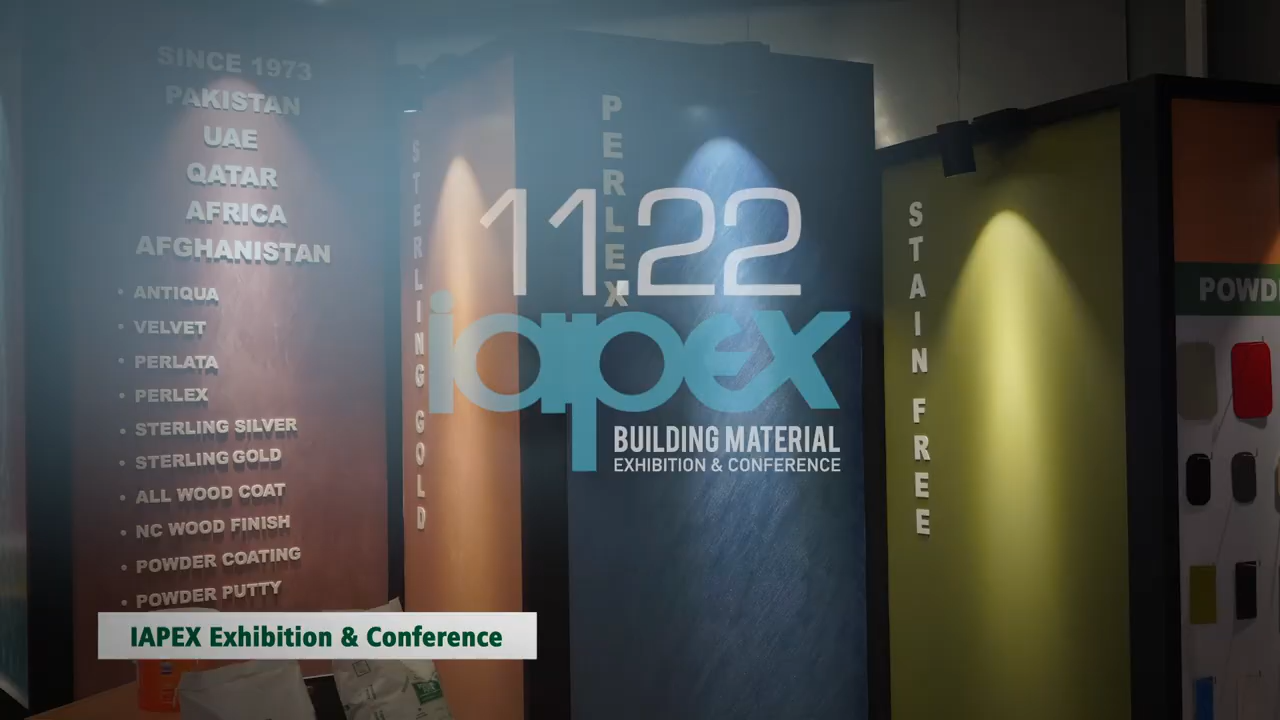 SINCE 1973
PAKISTAN
UAE
QATAR
AFRICA
AFGHANISTAN
• ANTIQUA
• VELVET
• PERLATA
• PERLEX
• STERLING SILVER
• STERLING GOLD
• ALL WOOD COAT
• NC WOOD FINISH
• POWDER COATING
• POWDER PUTTY
STERLING GOLD
PERLEX
11.22
iapex
BUILDING MATERIAL
EXHIBITION & CONFERENCE
STAIN FREE
POWD
IAPEX Exhibition & Conference